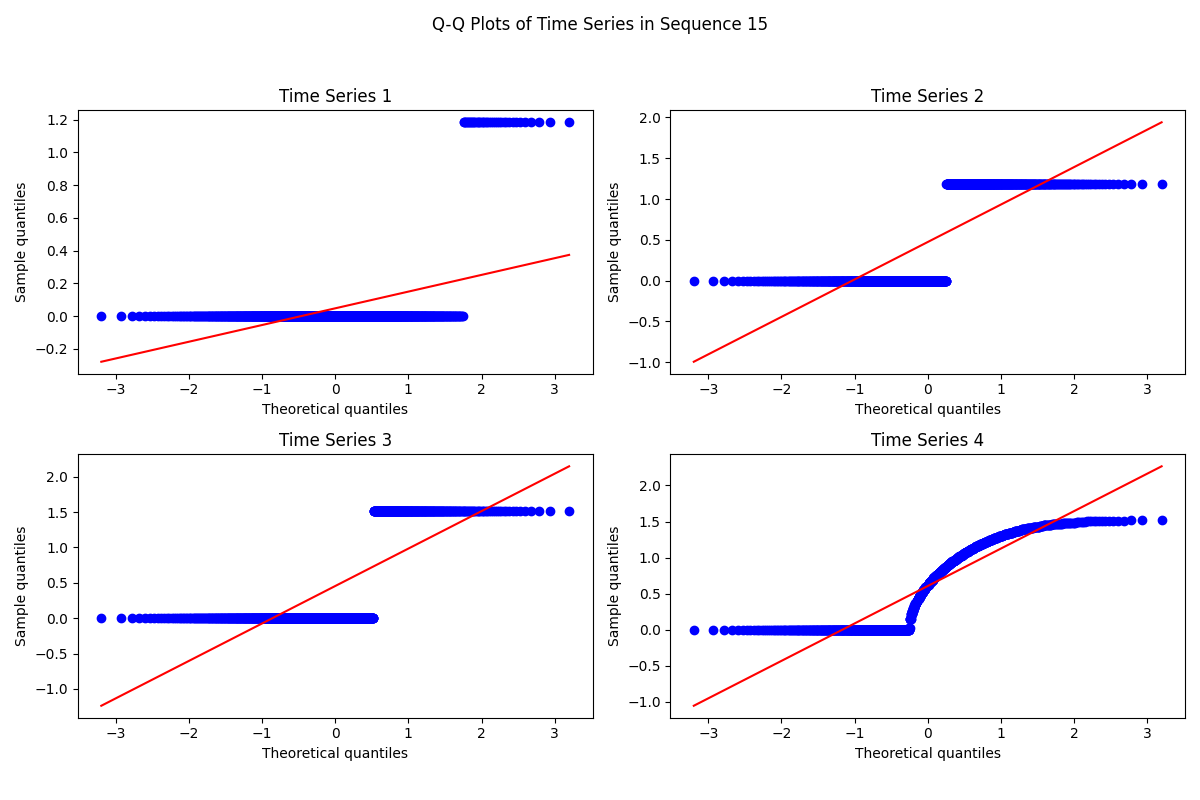 Q-Q Plots of Time Series in Sequence 15
Time Series 1
1.2
1.0
0.8
0.6
0.4
0.2
0.0
−0.2
Sample quantiles
−3 −2 −1 0 1 2 3
Theoretical quantiles
Time Series 2
2.0
1.5
1.0
0.5
0.0
−0.5
−1.0
Sample quantiles
−3 −2 −1 0 1 2 3
Theoretical quantiles
Time Series 3
2.0
1.5
1.0
0.5
0.0
−0.5
−1.0
Sample quantiles
−3 −2 −1 0 1 2 3
Theoretical quantiles
Time Series 4
2.0
1.5
1.0
0.5
0.0
−0.5
−1.0
Sample quantiles
−3 −2 −1 0 1 2 3
Theoretical quantiles